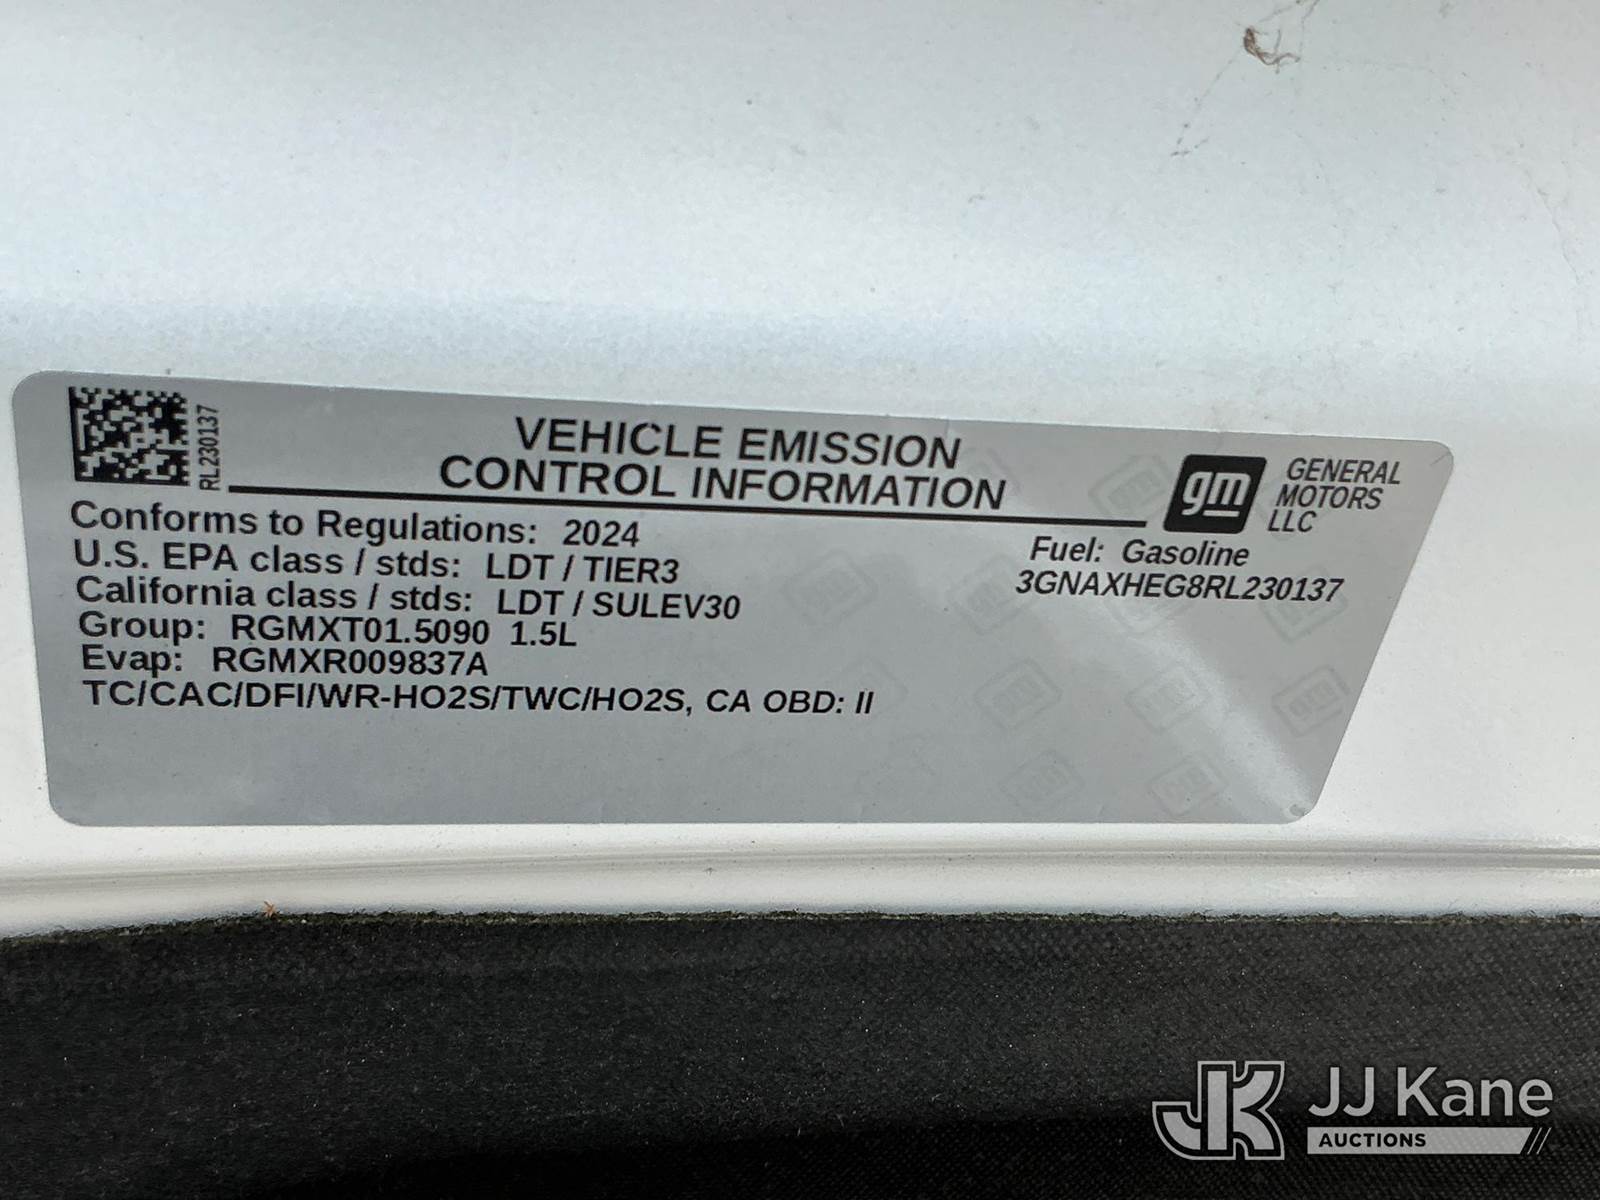 RL230137
VEHICLE EMISSION
CONTROL INFORMATION
gm
GENERAL
MOTORS
LLC
Conforms to Regulations: 2024
U.S. EPA class / stds: LDT / TIER3
California class / stds: LDT / SULEV30
Group: RGMXT01.5090 1.5L
Evap: RGMXR009837A
TC/CAC/DFI/WR-HO2S/TWC/HO2S, CA OBD: II
Fuel: Gasoline
3GNAXHEG8RL230137
JK JJ Kane
AUCTIONS